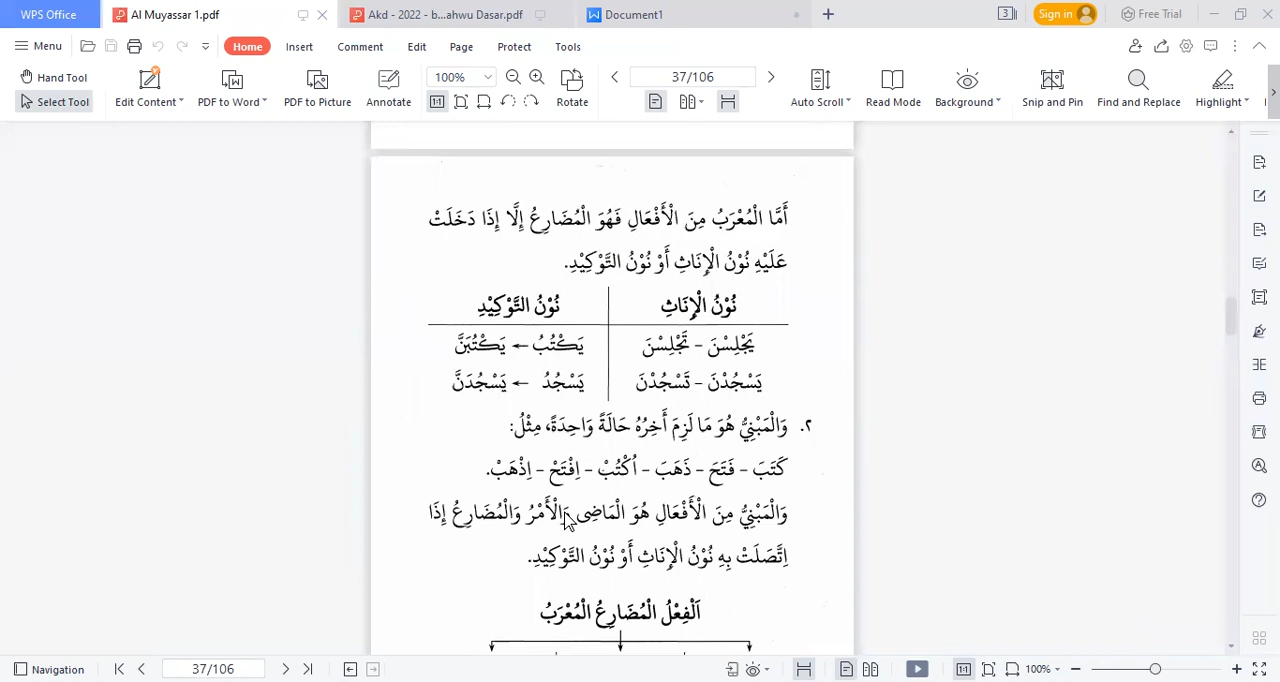 WPS Office
Al Muyassar 1.pdf
Akd - 2022 - b...ahwu Dasar.pdf
Document1
3
Sign in
Free Trial
Menu
Home
Insert
Comment
Edit
Page
Protect
Tools
Hand Tool
Select Tool
Edit Content
PDF to Word
PDF to Picture
Annotate
100%
Rotate
37/106
Auto Scroll
Read Mode
Background
Snip and Pin
Find and Replace
Highlight
أَمَّا الْمُعْرَبُ مِنَ الْأَفْعَالِ فَهُوَ الْمُضَارِعُ إِلَّا إِذَا دَخَلَتْ
عَلَيْهِ نُوْنُ الْإِنَاثِ أَوْ نُوْنُ التَّوْكِيْدِ.
نُوْنُ الْإِنَاثِ نُوْنُ التَّوْكِيْدِ
يَجْلِسْنَ - تَجْلِسْنَ يَكْتُبُ ← يَكْتُبَنَّ
يَسْجُدْنَ - تَسْجُدْنَ يَسْجُدُ ← يَسْجُدَنَّ
٢. وَالْمَبْنِيُّ هُوَ مَا لَزِمَ أَخِرُهُ حَالَةً وَاحِدَةً، مِثْلُ:
كَتَبَ - فَتَحَ - ذَهَبَ - اُكْتُبْ - اِفْتَحْ - اِذْهَبْ.
وَالْمَبْنِيُّ مِنَ الْأَفْعَالِ هُوَ الْمَاضِى وَالْأَمْرُ وَالْمُضَارِعُ إِذَا
اِتَّصَلَتْ بِهِ نُوْنُ الْإِنَاثِ أَوْ نُوْنُ التَّوْكِيْدِ.
اَلْفِعْلُ الْمُضَارِعُ الْمُعْرَبُ
Navigation
37/106
100%